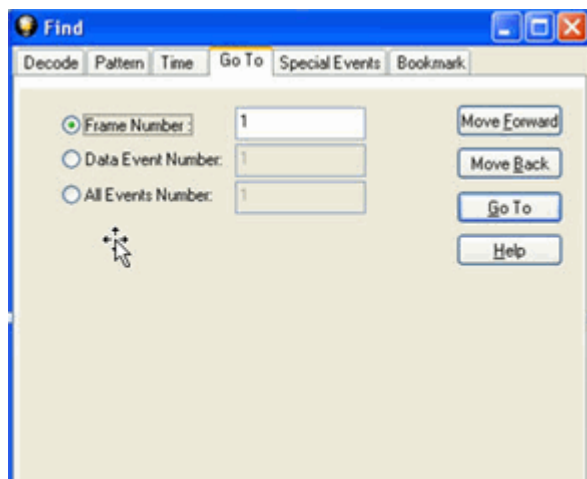 Find
Decode Pattern Time Go To Special Events Bookmark
Frame Number: 1 Move Forward
Data Event Number: 1 Move Back
All Events Number: 1 Go To
Help